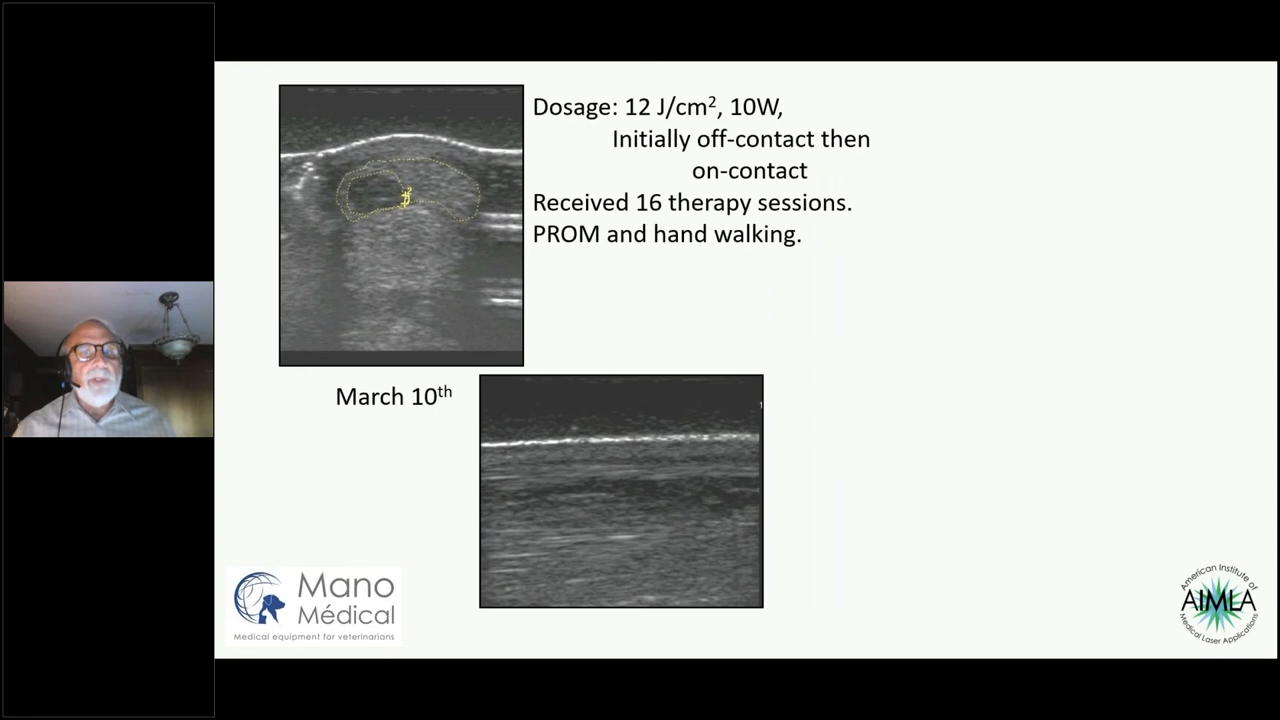 Dosage: 12 J/cm², 10W,
Initially off-contact then
on-contact
Received 16 therapy sessions.
PROM and hand walking.
March 10th
Mano
Médical
Medical equipment for veterinarians
American Institute of
AIMLA
Medical Laser Applications